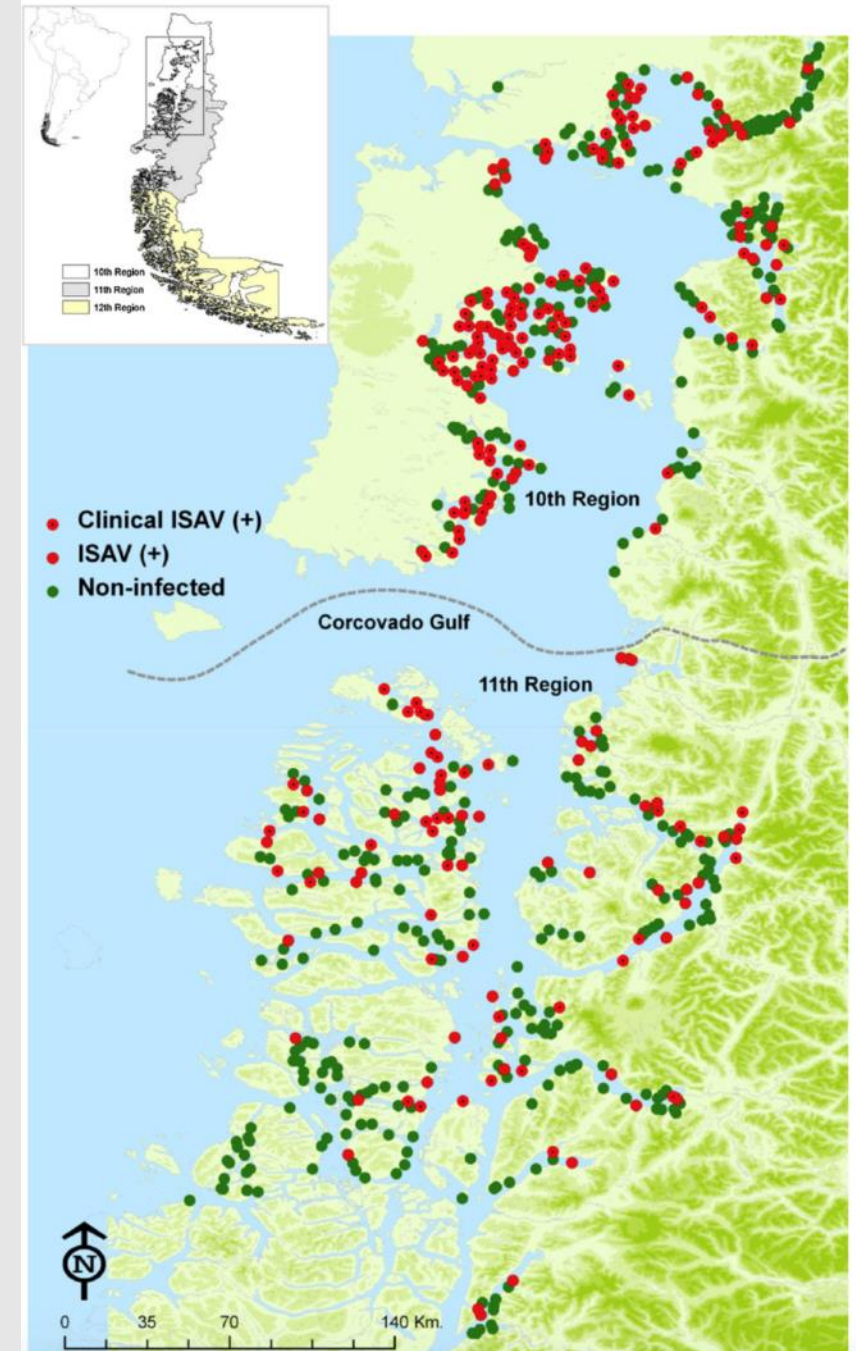 10th Region
11th Region
12th Region
Clinical ISAV (+)
ISAV (+)
Non-infected
10th Region
Corcovado Gulf
11th Region
N
0 35 70 140 Km.